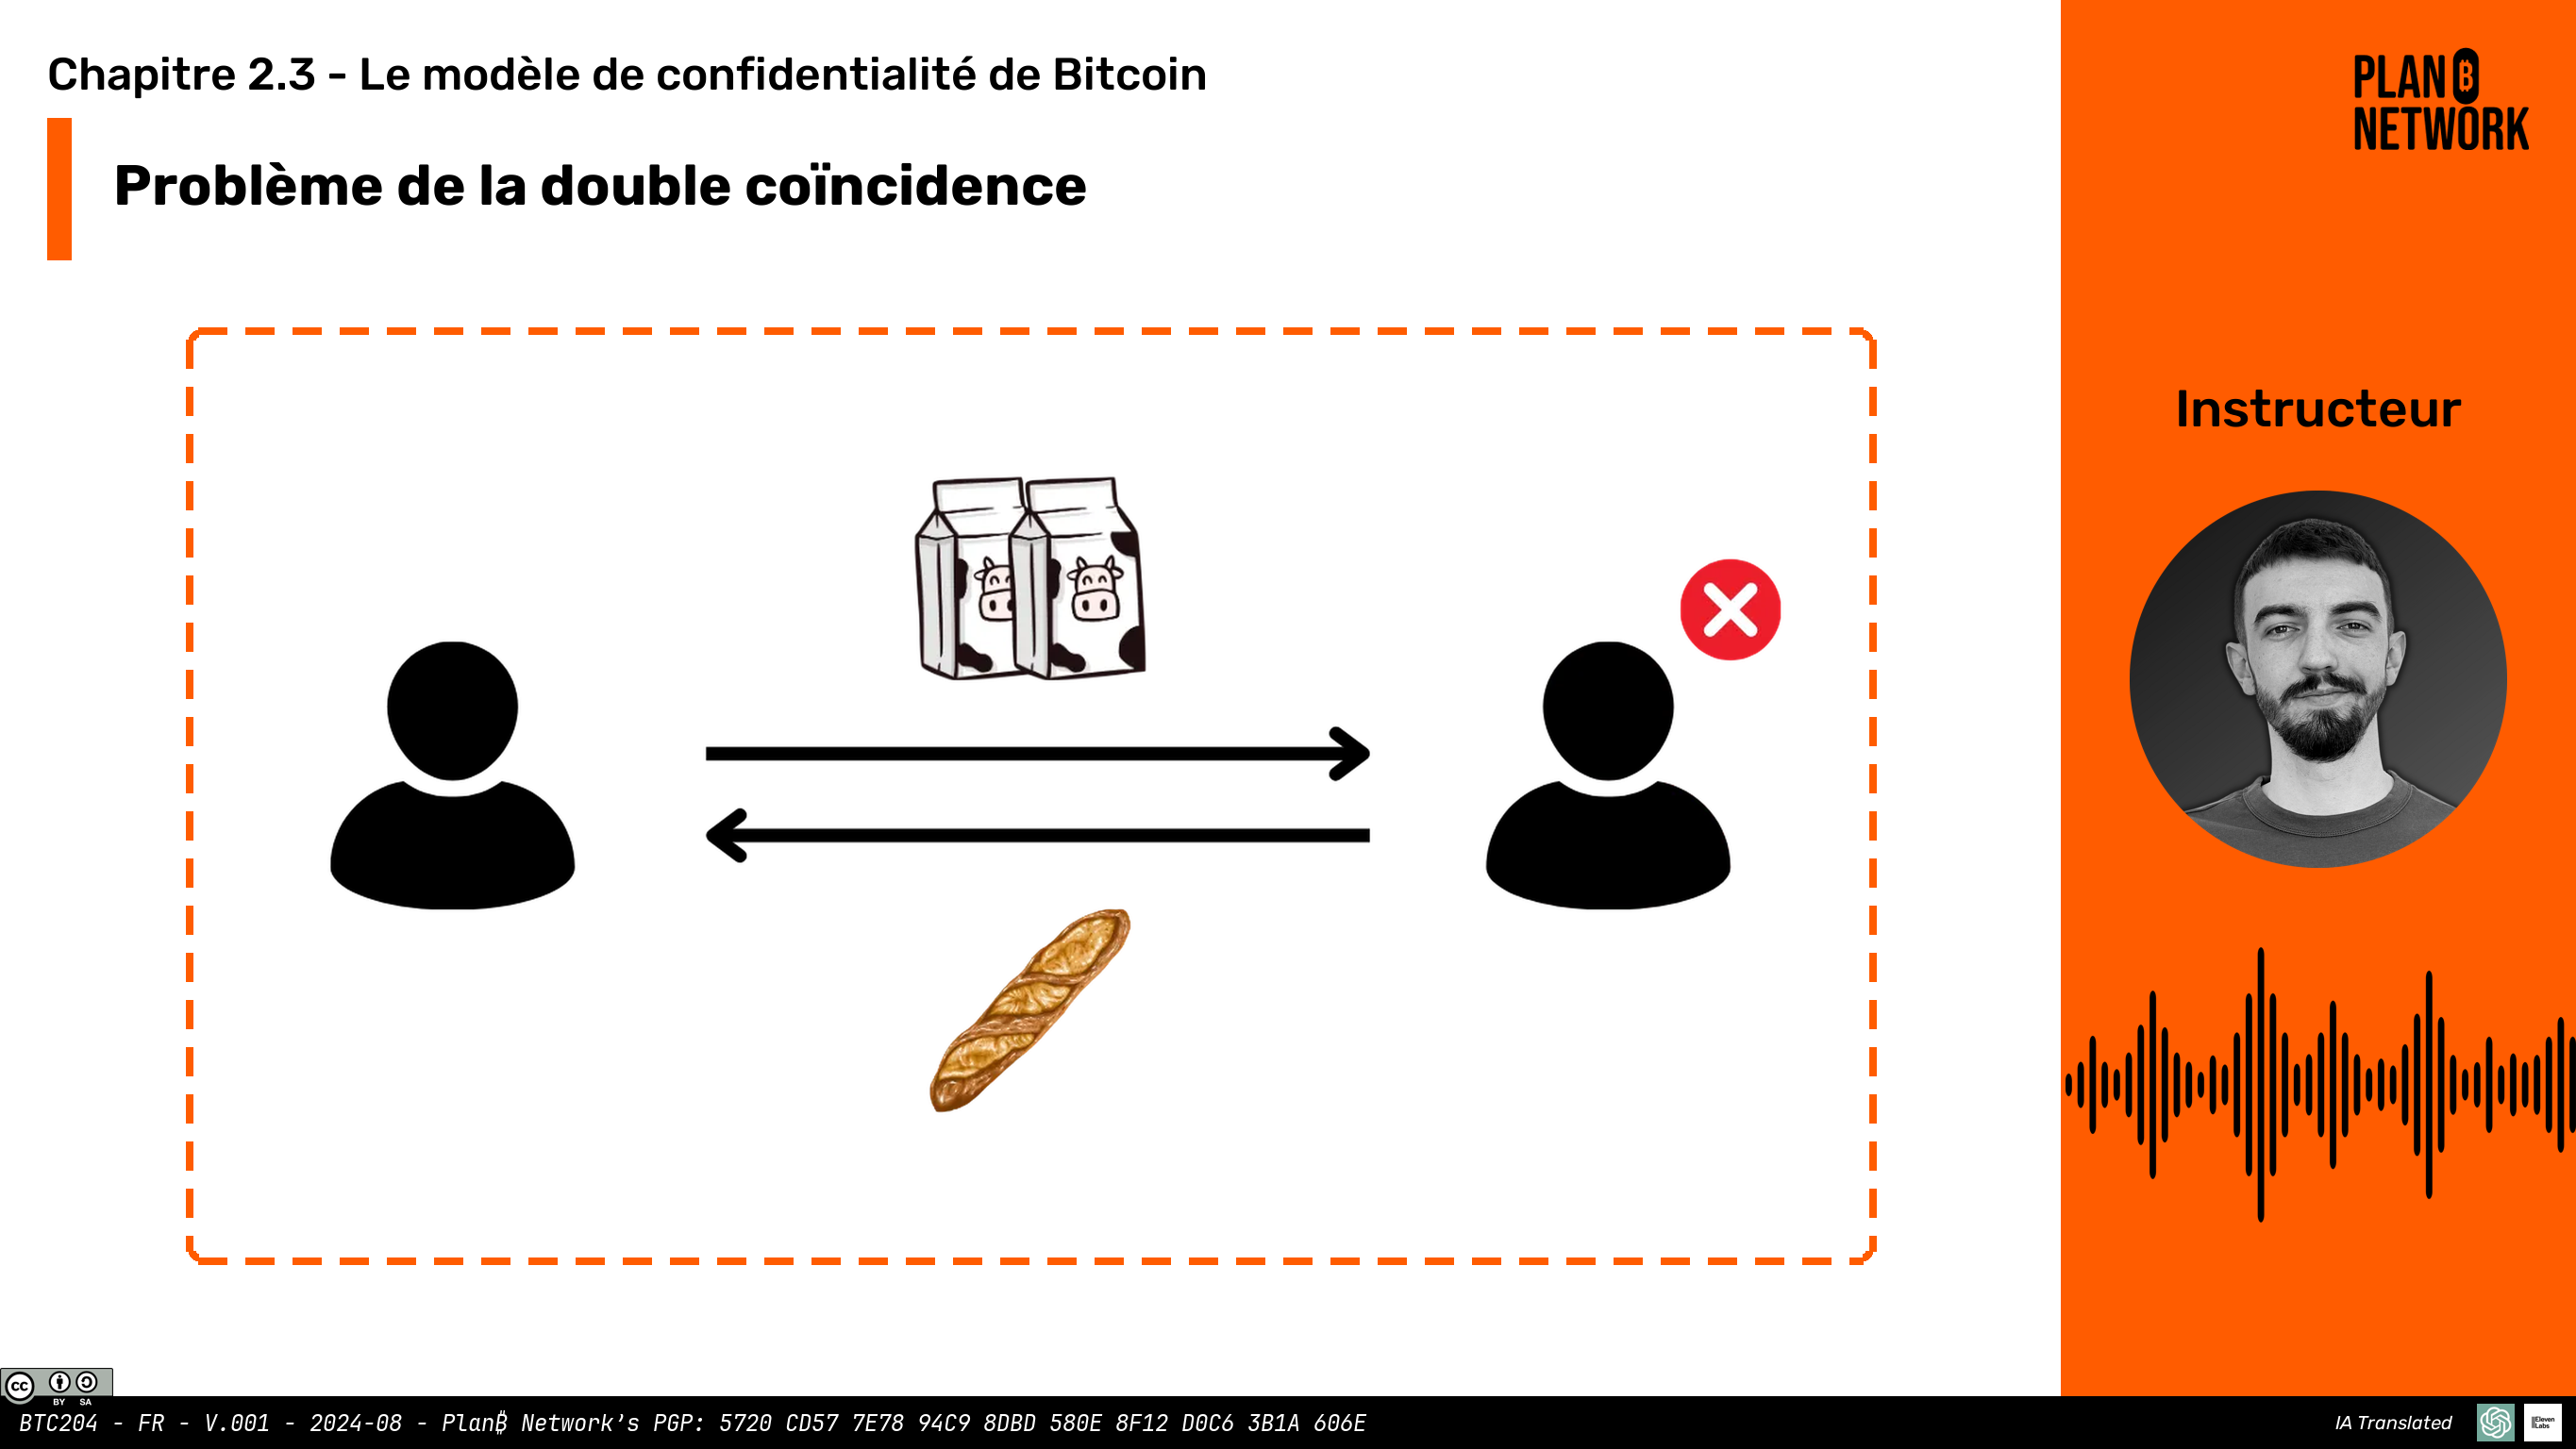 Chapitre 2.3 - Le modèle de confidentialité de Bitcoin
Problème de la double coïncidence
PLAN ₿
NETWORK
Instructeur
cc
BY SA
BTC204 - FR - V.001 - 2024-08 - Plan₿ Network's PGP: 5720 CD57 7E78 94C9 8DBD 580E 8F12 D0C6 3B1A 606E
IA Translated
ElevenLabs